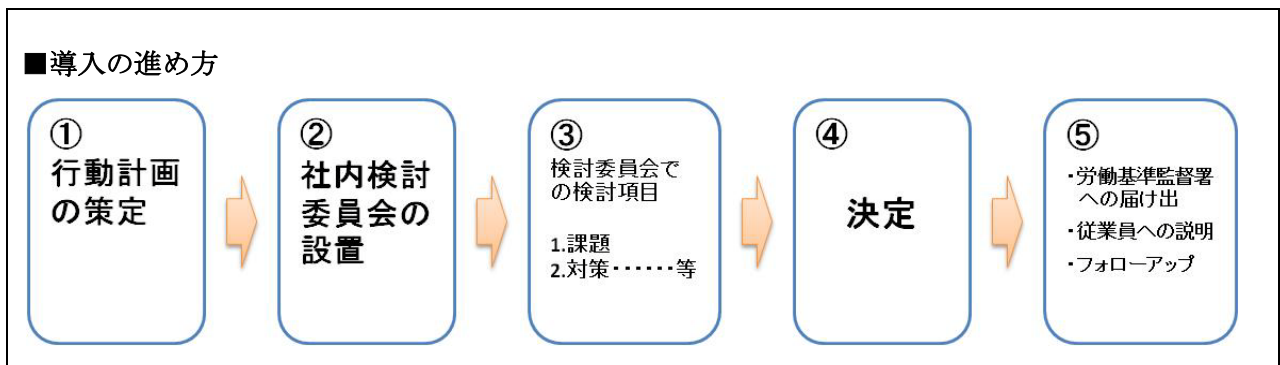 ■導入の進め方
①
行動計画
の策定
②
社内検討
委員会の
設置
③
検討委員会で
の検討項目
1.課題
2.対策・・・・・・等
④
決定
⑤
・労働基準監督署
への届け出
・従業員への説明
・フォローアップ